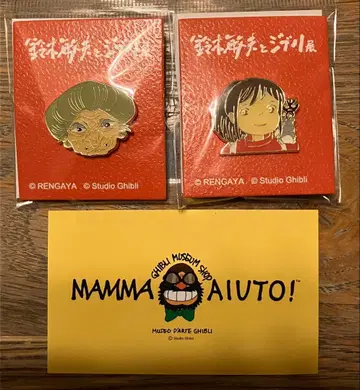 鈴木敏夫とジブリ展
鈴木敏夫とジブリ展
© RENGAYA © Studio Ghibli
© RENGAYA © Studio Ghibli
GHIBLI MUSEUM SHOP
MAMMA AIUTO!™
MUSEO D'ARTE GHIBLI
© Studio Ghibli